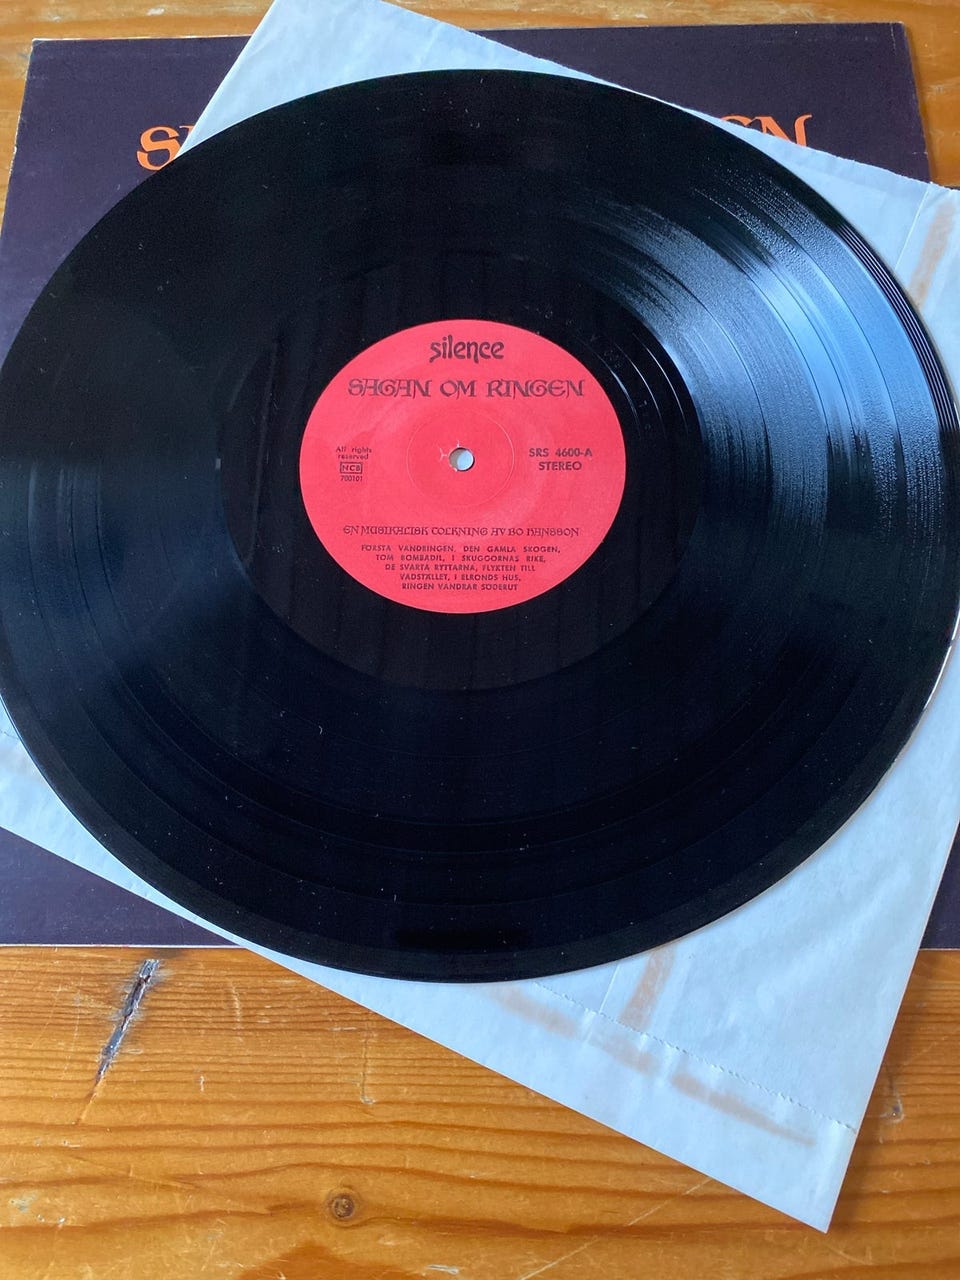 silence
SAGAN OM RINGEN
All rights
reserved
NCB
700101
SRS 4600-A
STEREO
EN MUSIKALISK TOLKNING AV BO HANSSON
FÖRSTA VANDRINGEN, DEN GAMLA SKOGEN,
TOM BOMBADIL, I SKUGGORNAS RIKE,
DE SVARTA RYTTARNA, FLYKTEN TILL
VADSTÄLLET, I ELRONDS HUS,
RINGEN VANDRAR SÖDERUT